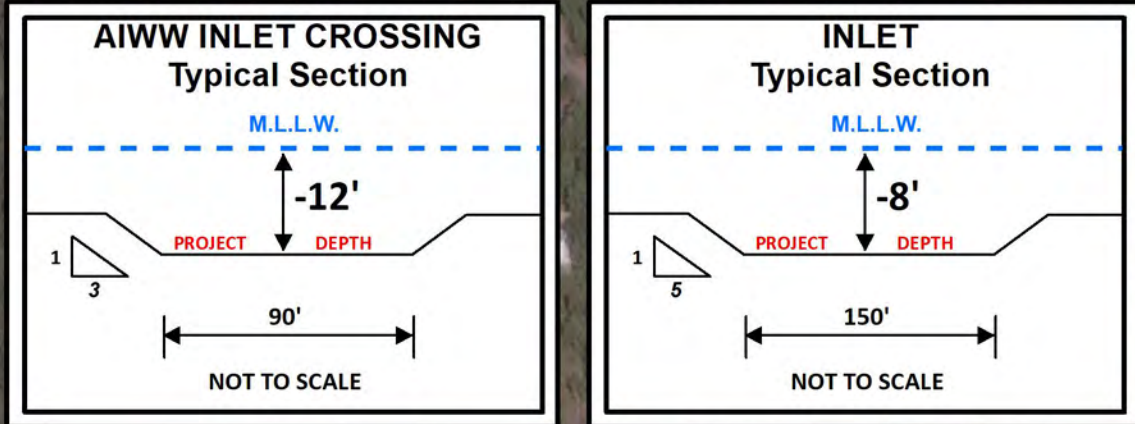 AIWW INLET CROSSING
Typical Section
M.L.L.W.
-12'
PROJECT DEPTH
1
3
90'
NOT TO SCALE
INLET
Typical Section
M.L.L.W.
-8'
PROJECT DEPTH
1
5
150'
NOT TO SCALE